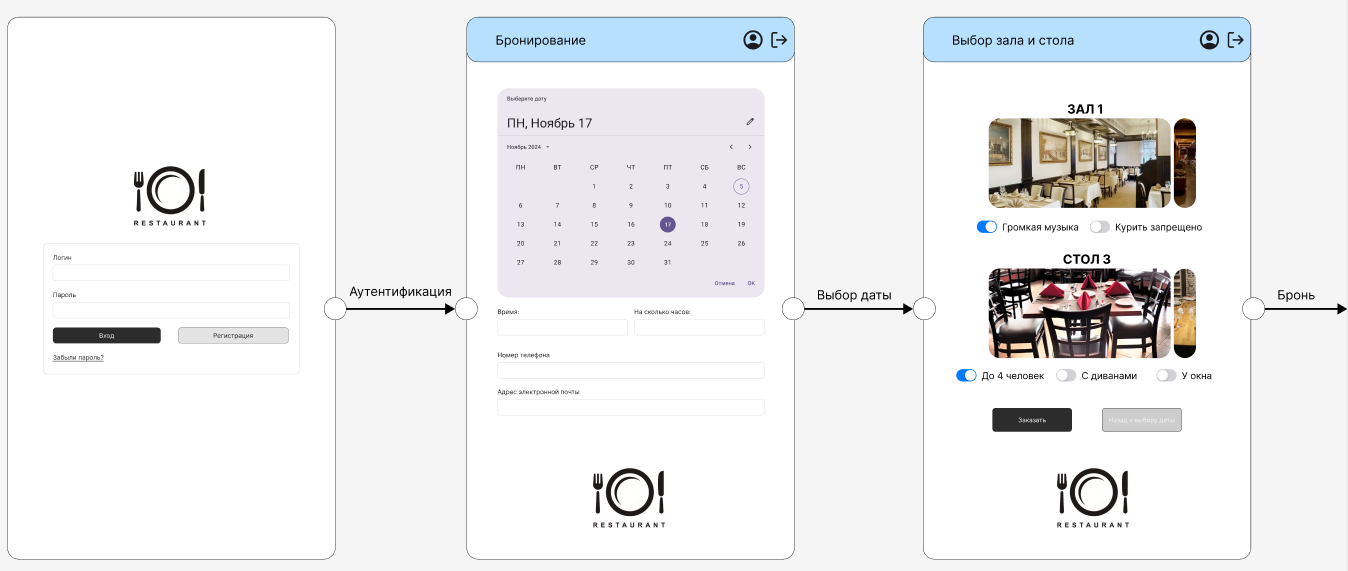 RESTAURANT
Логин
Пароль
Вход Регистрация
Забыли пароль?
Аутентификация
Бронирование
Выберите дату
ПН, Ноябрь 17
Ноябрь 2024
ПН ВТ СР ЧТ ПТ СБ ВС
1 2 3 4 5
6 7 8 9 10 11 12
13 14 15 16 17 18 19
20 21 22 23 24 25 26
27 28 29 30 31
Отмена ОК
Время: На сколько часов:
Номер телефона
Адрес электронной почты
RESTAURANT
Выбор даты
Выбор зала и стола
ЗАЛ 1
Громкая музыка Курить запрещено
СТОЛ 3
До 4 человек С диванами У окна
Заказать Назад к выбору даты
RESTAURANT
Бронь